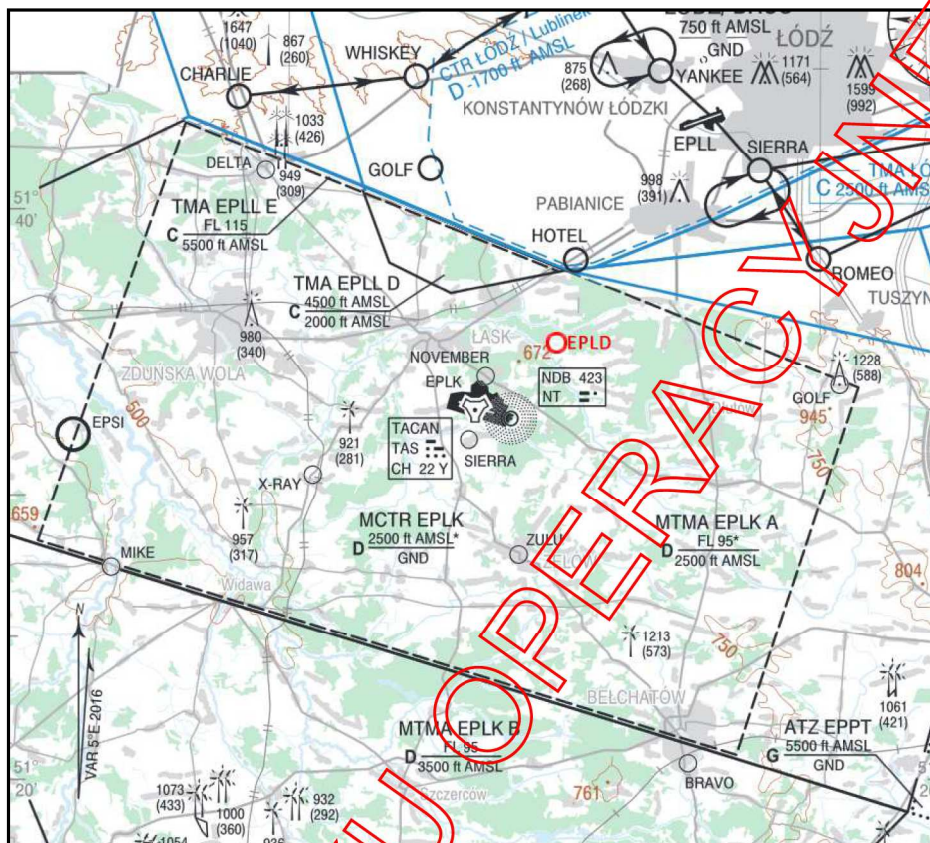 1647
(1040)
867
(260)
WHISKEY
CHARLIE
CTR ŁÓDŹ / Lublinek
D-1700 ft AMSL
750 ft AMSL
GND
ŁÓDŹ
875
(268)
YANKEE
1171
(564)
1599
(992)
KONSTANTYNÓW ŁÓDZKI
1033
(426)
EPLL
SIERRA
DELTA
949
(309)
GOLF
998
(391)
C 2500 ft AMSL
51°
40'
TMA EPLL E
C
FL 115
5500 ft AMSL
PABIANICE
HOTEL
ROMEO
TUSZYN
TMA EPLL D
C
4500 ft AMSL
2000 ft AMSL
980
(340)
ŁASK
672
EPLD
NOVEMBER
ZDUŃSKA WOLA
EPLK
NDB 423
NT
1228
(588)
GOLF
945
500
EPSI
921
(281)
TACAN
TAS
CH 22 Y
SIERRA
750
X-RAY
659
957
(317)
MCTR EPLK
D
2500 ft AMSL*
GND
MTMA EPLK A
D
FL 95*
2500 ft AMSL
ZULU
ZELÓW
MIKE
Widawa
804
N
VAR 5°E 2016
1213
(573)
750
BEŁCHATÓW
1061
(421)
MTMA EPLK B
D
FL 95
3500 ft AMSL
ATZ EPPT
G
5500 ft AMSL
GND
51°
20'
BRAVO
1073
(433)
1000
(360)
932
(292)
Szczerców
761
1054
U OPERACYJNE